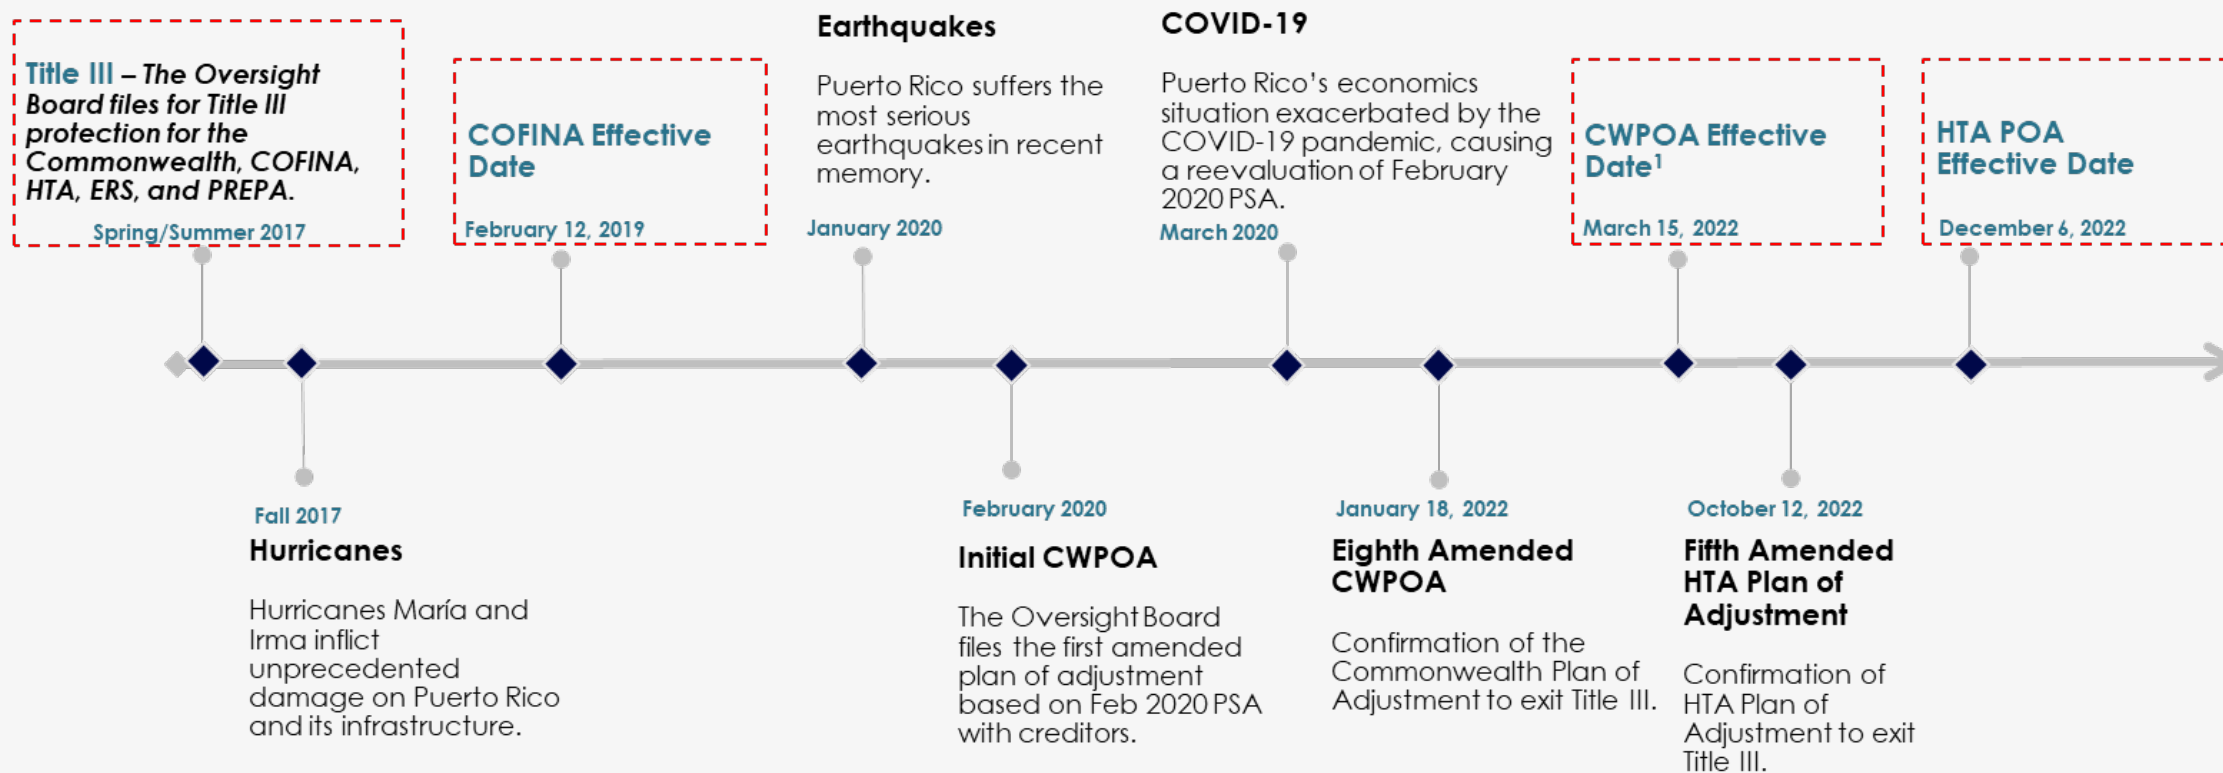 Title III – The Oversight
Board files for Title III
protection for the
Commonwealth, COFINA,
HTA, ERS, and PREPA.
Spring/Summer 2017
COFINA Effective
Date
February 12, 2019
Earthquakes
Puerto Rico suffers the
most serious
earthquakes in recent
memory.
January 2020
COVID-19
Puerto Rico’s economics
situation exacerbated by the
COVID-19 pandemic, causing
a reevaluation of February
2020 PSA.
March 2020
CWPOA Effective
Date¹
March 15, 2022
HTA POA
Effective Date
December 6, 2022
Fall 2017
Hurricanes
Hurricanes María and
Irma inflict
unprecedented
damage on Puerto Rico
and its infrastructure.
February 2020
Initial CWPOA
The Oversight Board
files the first amended
plan of adjustment
based on Feb 2020 PSA
with creditors.
January 18, 2022
Eighth Amended
CWPOA
Confirmation of the
Commonwealth Plan of
Adjustment to exit Title III.
October 12, 2022
Fifth Amended
HTA Plan of
Adjustment
Confirmation of
HTA Plan of
Adjustment to exit
Title III.